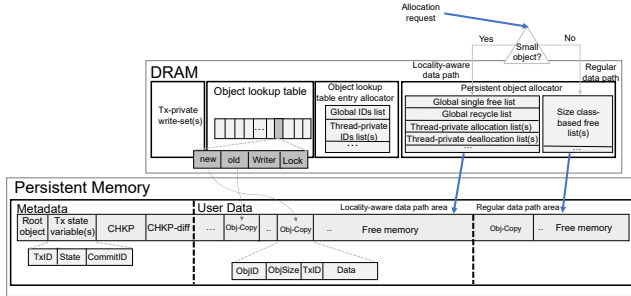 Allocation
request
Yes
Small
object?
No
Locality-aware
data path
Regular
data path
DRAM
Tx-private
write-set(s)
Object lookup table
...
new
old
Writer
Lock
Object lookup
table entry allocator
Global IDs list
Thread-private
IDs list(s)
...
Persistent object allocator
Global single free list
Global recycle list
Thread-private allocation list(s)
Thread-private deallocation list(s)
...
Size class-
based free
list(s)
Persistent Memory
Metadata
User Data
Locality-aware data path area
Regular data path area
Root
object
Tx state
variable(s)
CHKP
CHKP-diff
...
Obj-Copy
..
Obj-Copy
..
Free memory
Obj-Copy
..
Free memory
TxID
State
CommitID
ObjID
ObjSize
TxID
Data